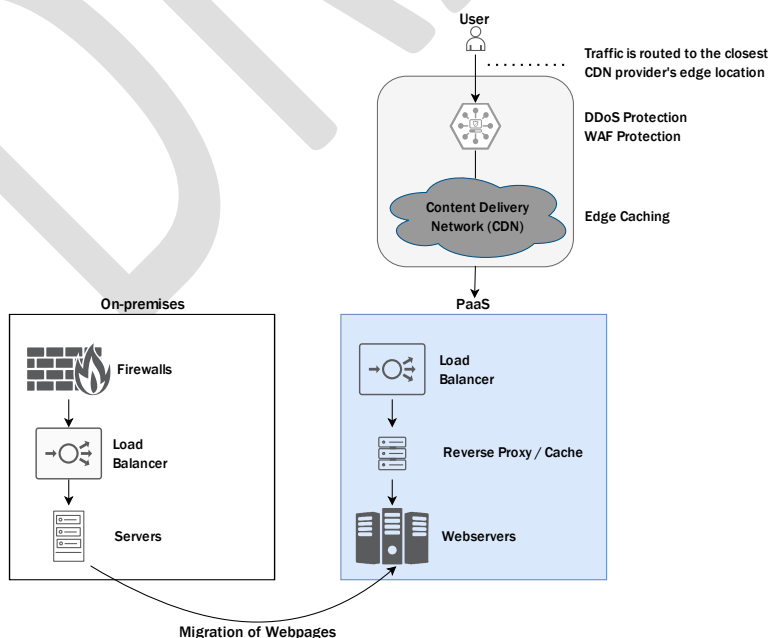 User
Traffic is routed to the closest
CDN provider's edge location
DDoS Protection
WAF Protection
Content Delivery
Network (CDN)
Edge Caching
On-premises
PaaS
Firewalls
Load
Balancer
Servers
Load
Balancer
Reverse Proxy / Cache
Webservers
Migration of Webpages